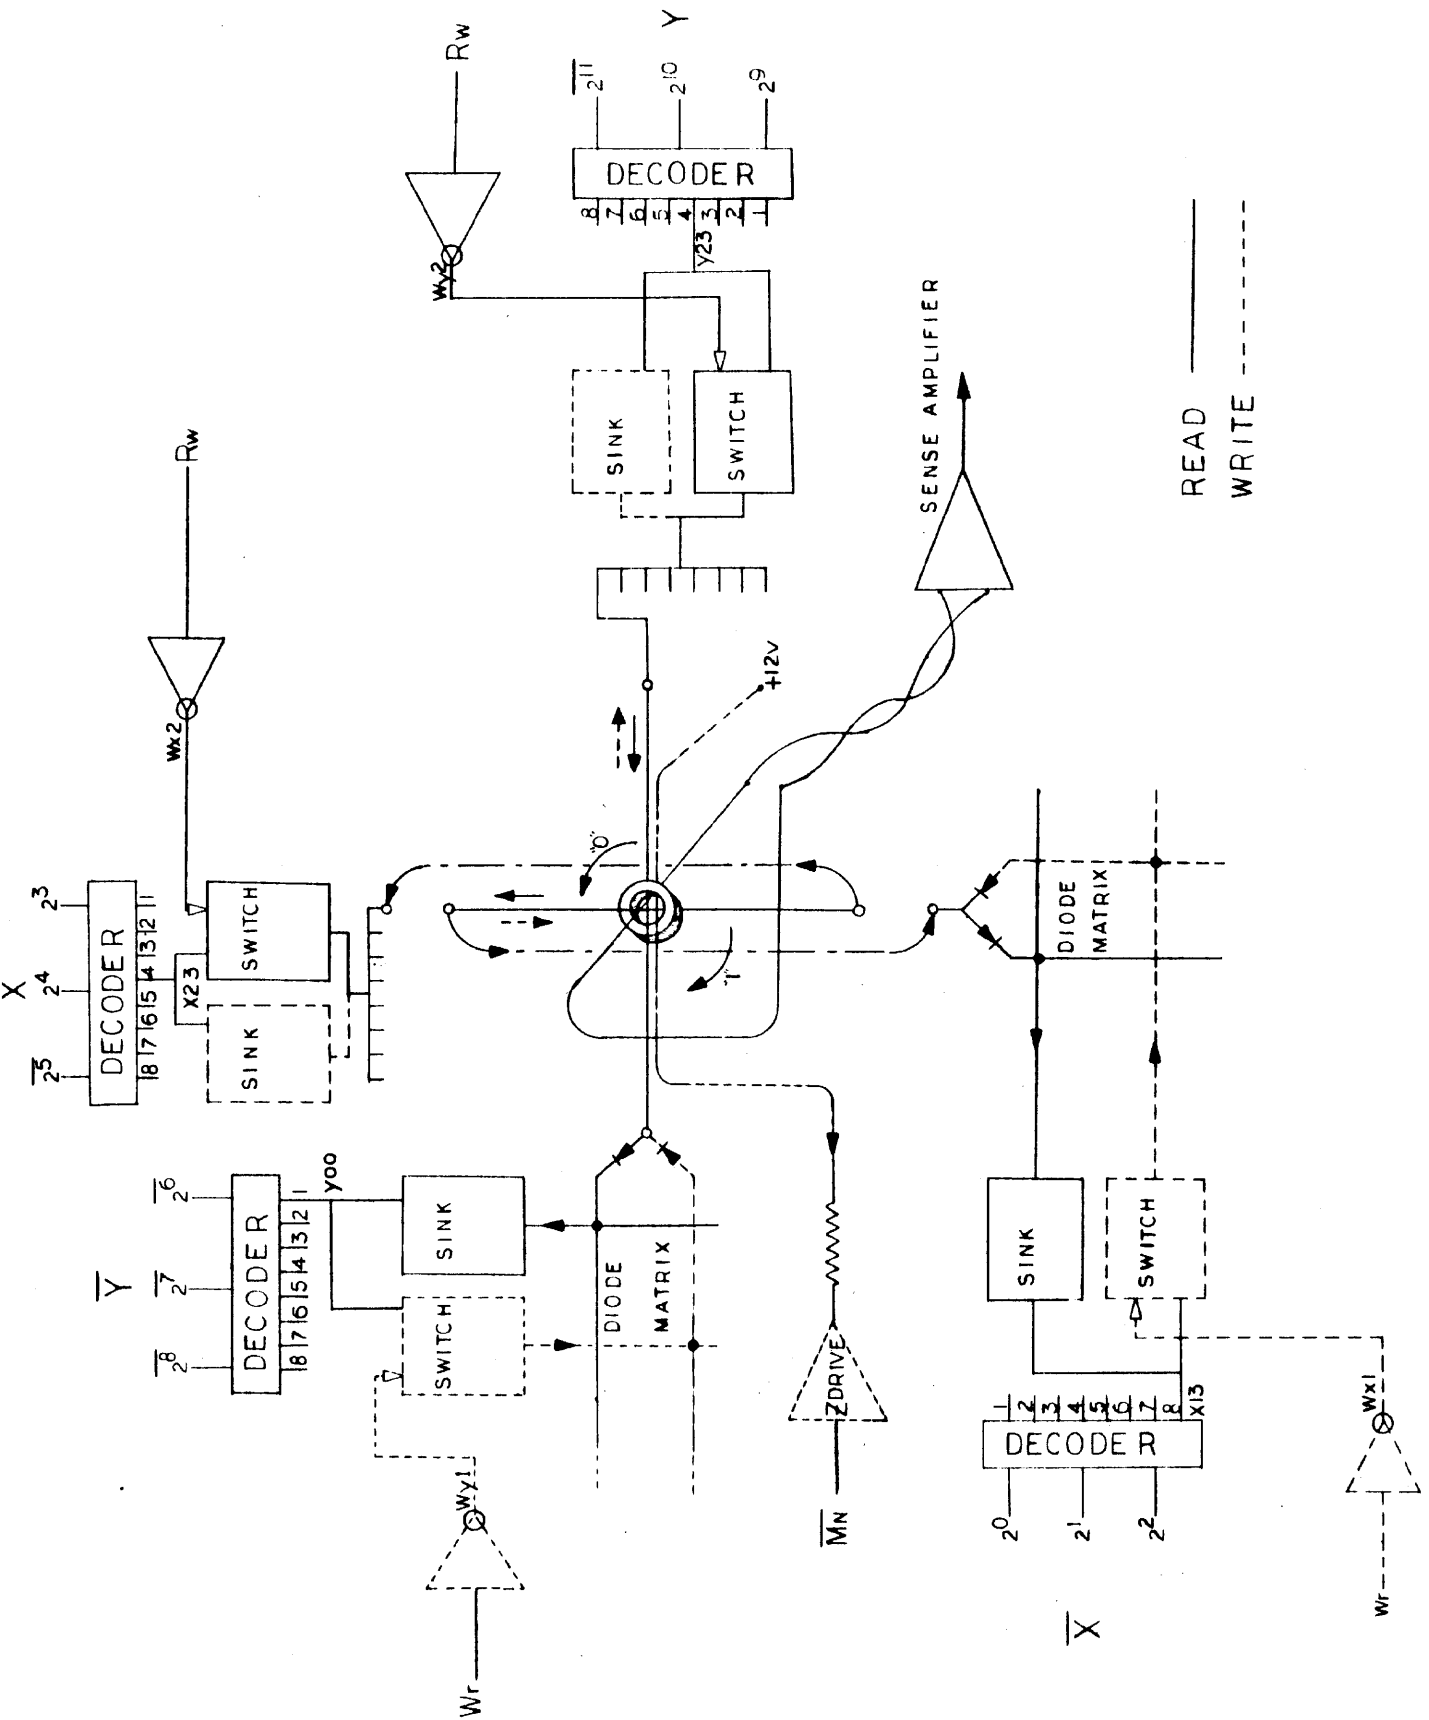 Rw
Y
2^11 (overlined)
2^10
2^9
DECODER
8 7 6 5 4 3 2 1
Y23
Wy2
SINK
SWITCH
Rw
Wx2
X
2^3
2^4
2^5 (overlined)
DECODER
8 7 6 5 4 3 2 1
X23
SWITCH
SINK
SENSE AMPLIFIER
+12V
"0"
"1"
READ
WRITE
DIODE
MATRIX
Y̅
2̅^6
2̅^7
2̅^8
DECODER
8 7 6 5 4 3 2 1
Y00
SINK
SWITCH
DIODE
MATRIX
Wy1
Wr
ZDRIVE
M̅N
SINK
SWITCH
1 2 3 4 5 6 7 8
X13
DECODER
2^0
2^1
2^2
X̅
Wx1
Wr